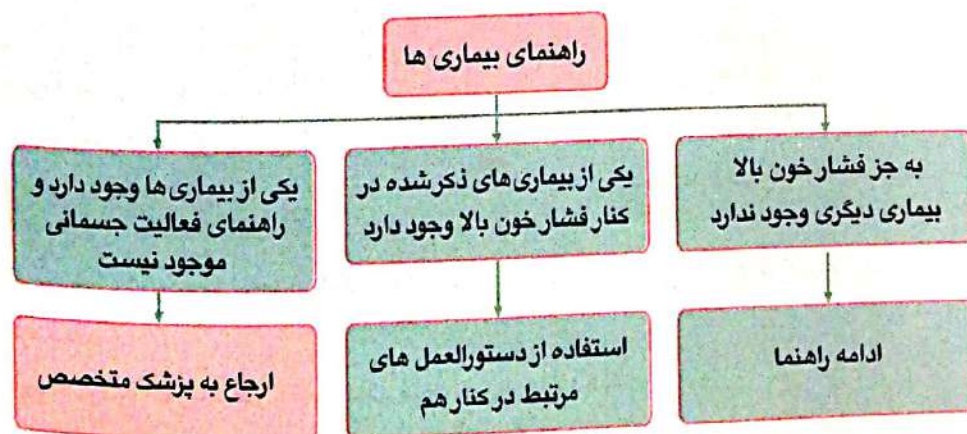 راهنمای بیماری ها
به جز فشار خون بالا
بیماری دیگری وجود ندارد
یکی از بیماری های ذکر شده در
کنار فشار خون بالا وجود دارد
یکی از بیماری ها وجود دارد و
راهنمای فعالیت جسمانی
موجود نیست
ادامه راهنما
استفاده از دستورالعمل های
مرتبط در کنار هم
ارجاع به پزشک متخصص